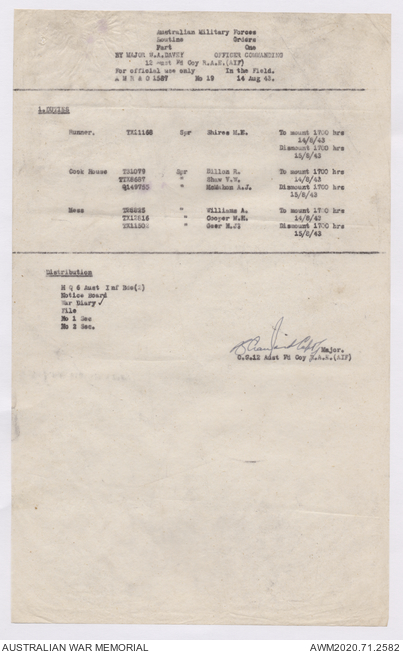 Australian Military Forces
Routine Orders
Part One
BY MAJOR W.A.DAVEY OFFICER COMMANDING
12 Aust Fd Coy R.A.E.(AIF)
For official use only In the Field.
No 19 14 Aug 43.
1.DUTIES
Runner. Spr Shires M.E. To mount 1700 hrs
14/8/43
Dismount 1700 hrs
15/8/43
Cook House Spr Dillon R. To mount 1700 hrs
" Shaw 14/8/43
Q149755 " McMahon A.J. Dismount 1700 hrs
15/8/43
Mess " Williams A. To mount 1700 hrs
" Cooper 14/8/43
" Geer Dismount 1700 hrs
15/8/43
Distribution
H Q 6 Aust Inf Bde(2)
Notice Board
War Diary ✓
File
No 1 Sec
No 2 Sec.
Major.
O.C.12 Aust Fd Coy R.A.E.(AIF)
AUSTRALIAN WAR MEMORIAL AWM2020.71.2582